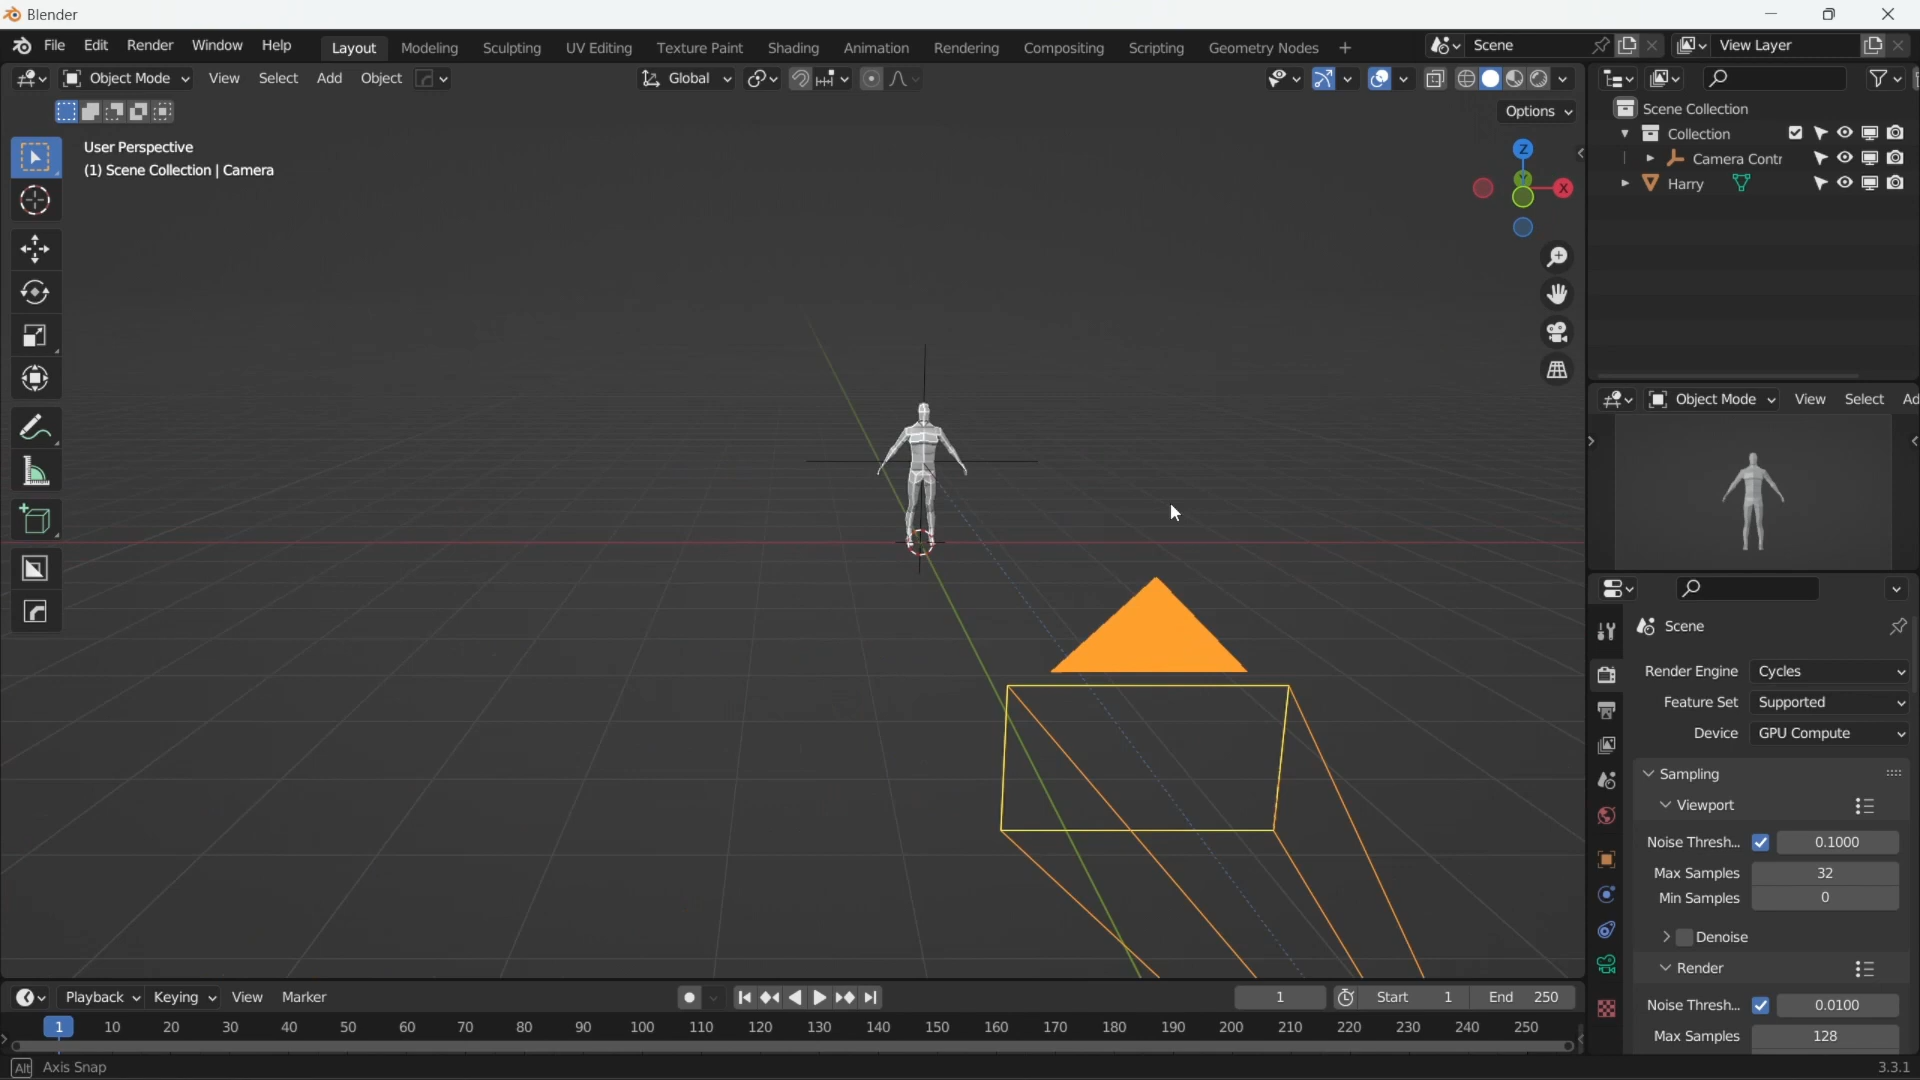 Blender
File Edit Render Window Help Layout Modeling Sculpting UV Editing Texture Paint Shading Animation Rendering Compositing Scripting Geometry Nodes + Scene View Layer
Object Mode View Select Add Object Global
Options
User Perspective
(1) Scene Collection | Camera
Z
X
Scene Collection
Collection
Camera Contr
Harry
Object Mode View Select Ad
Scene
Render Engine Cycles
Feature Set Supported
Device GPU Compute
Sampling
Viewport
Noise Thresh... 0.1000
Max Samples 32
Min Samples 0
Denoise
Render
Noise Thresh... 0.0100
Max Samples 128
Playback Keying View Marker 1 Start 1 End 250
1 10 20 30 40 50 60 70 80 90 100 110 120 130 140 150 160 170 180 190 200 210 220 230 240 250
Alt Axis Snap
3.3.1